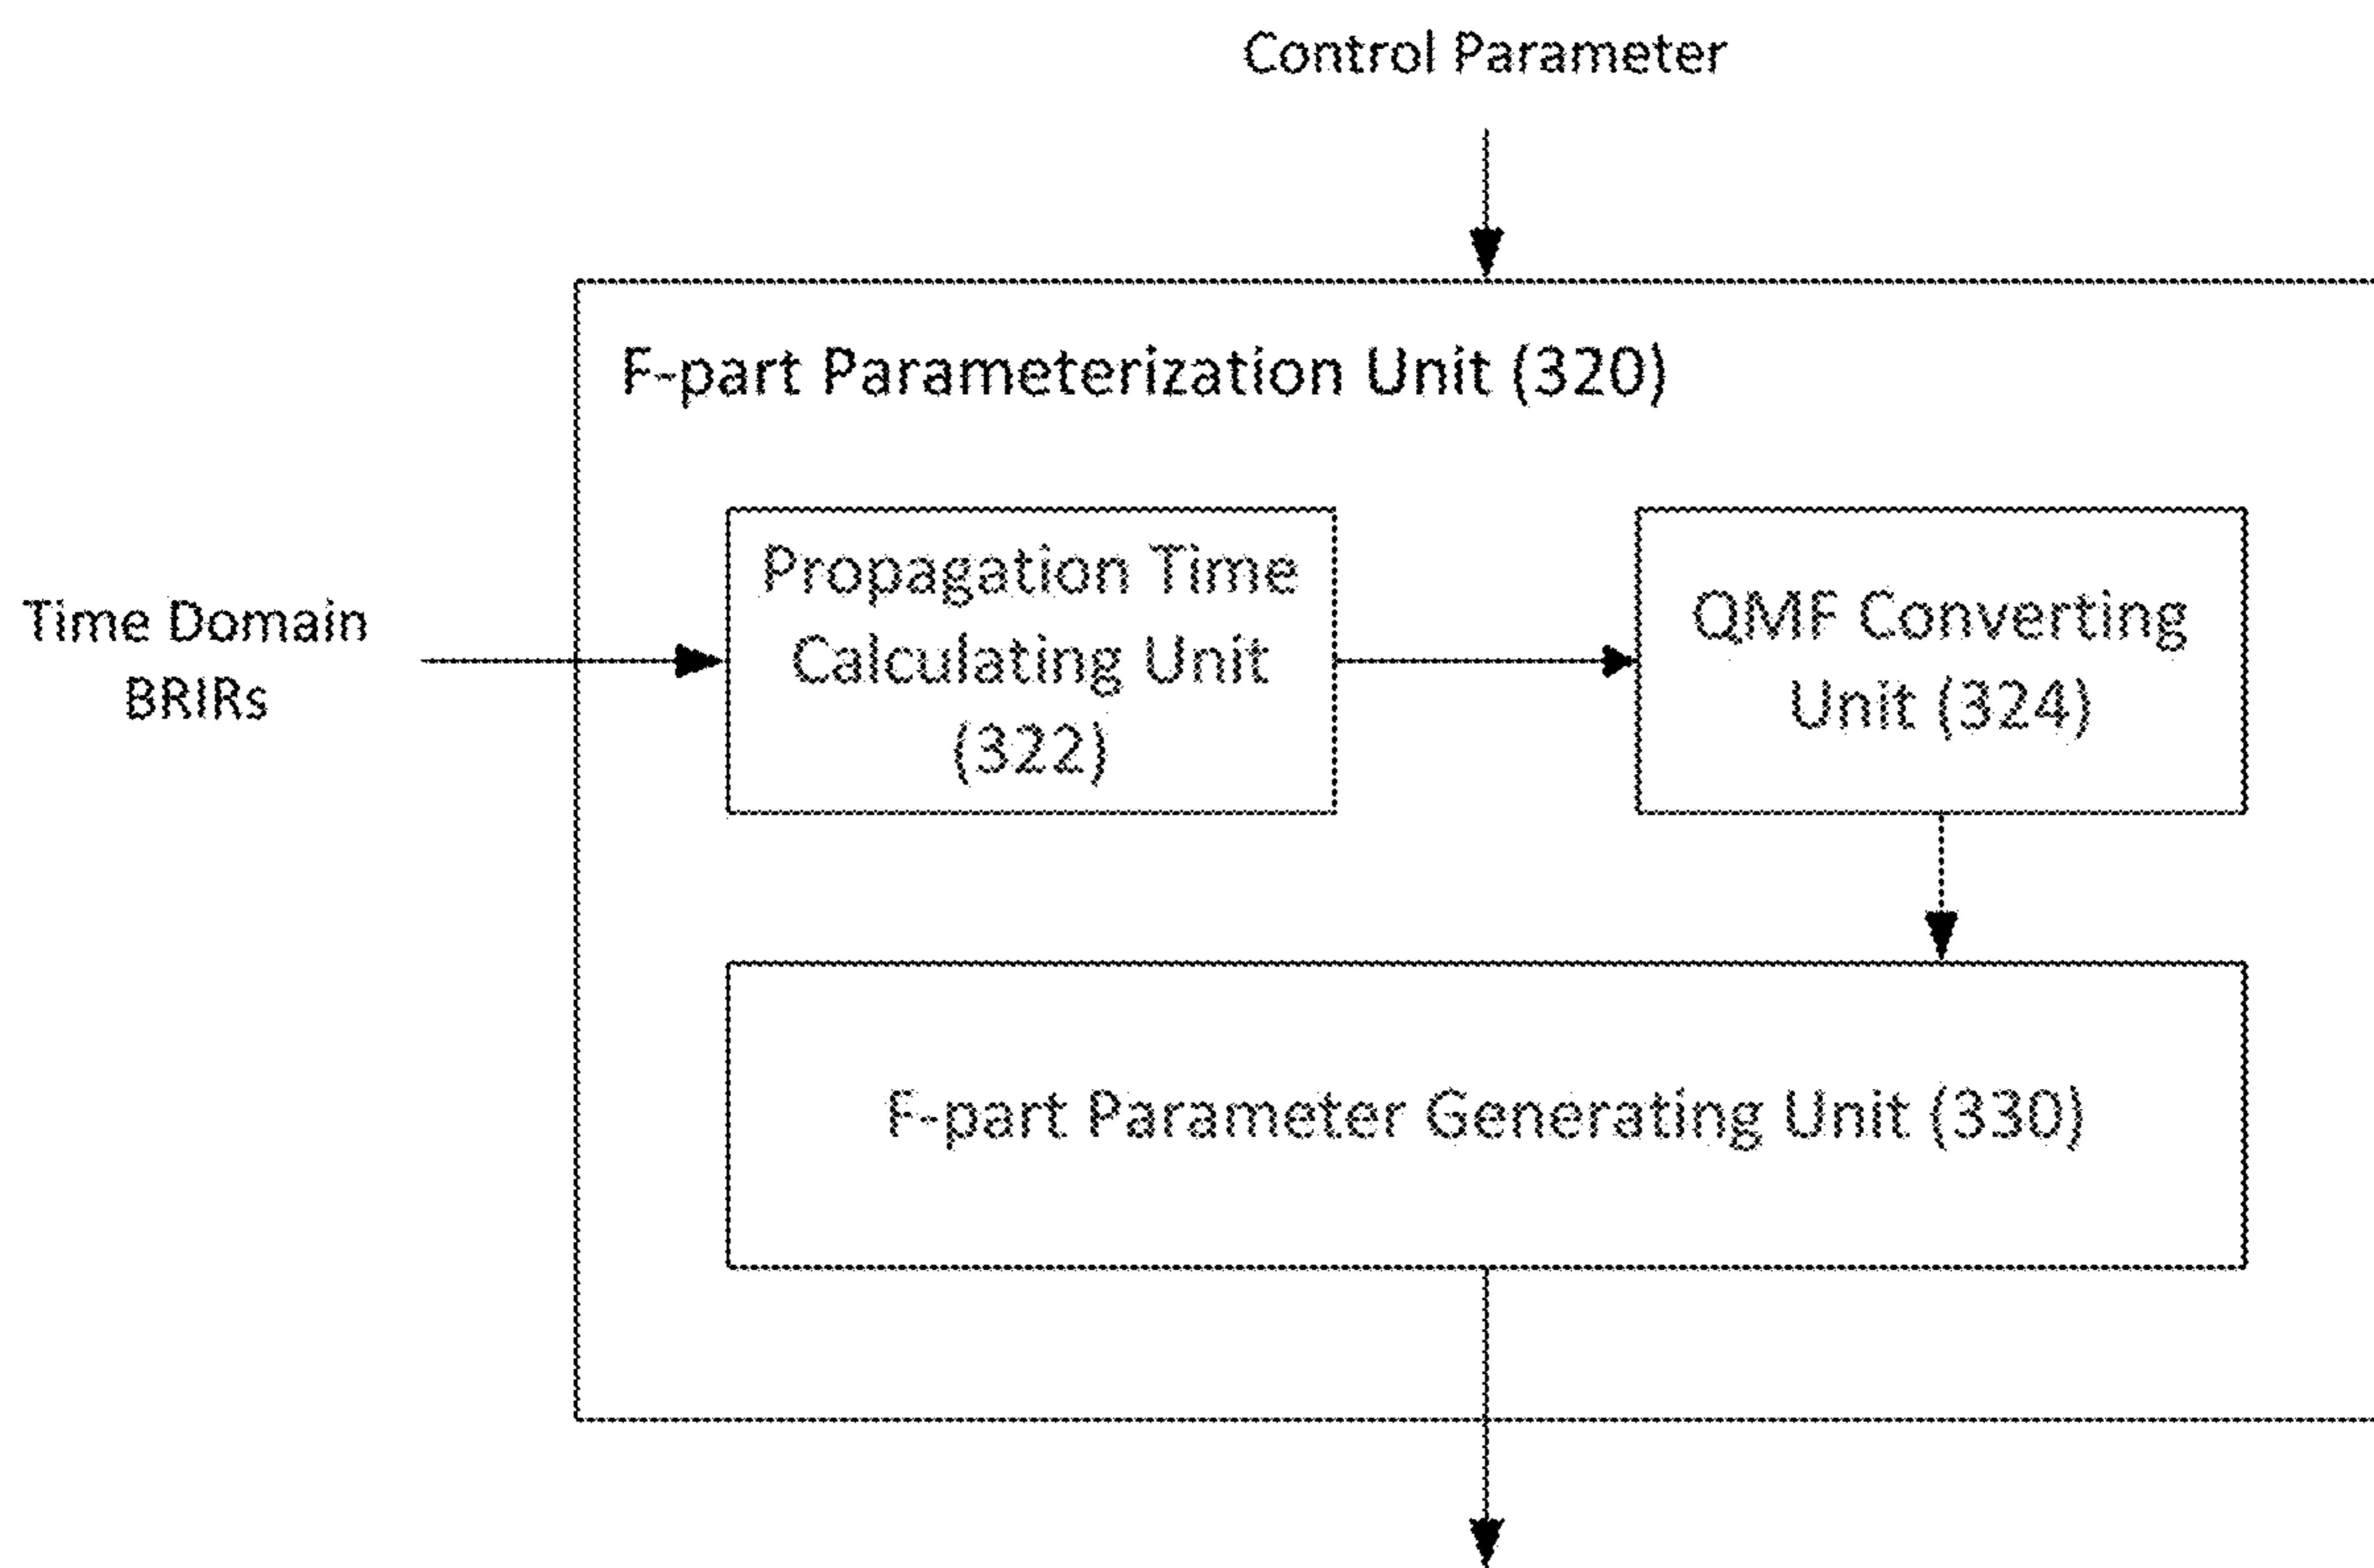 Control Parameter
F-part Parameterization Unit (320)
Propagation Time
Calculating Unit
(322)
QMF Converting
Unit (324)
Time Domain
BRIRs
F-part Parameter Generating Unit (330)